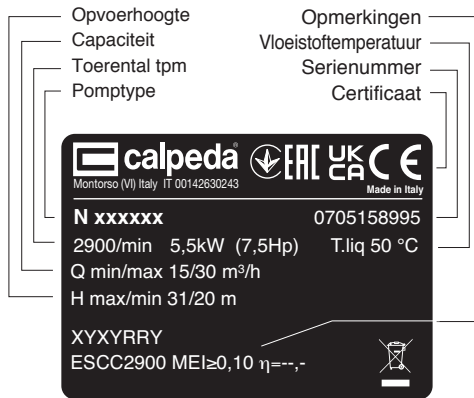 Opvoerhoogte
Capaciteit
Toerental tpm
Pomptype
Opmerkingen
Vloeistoftemperatuur
Serienummer
Certificaat
calpeda EAC UK CA CE
Montorso (VI) Italy IT 00142630243 Made in Italy
N xxxxxx 0705158995
2900/min 5,5kW (7,5Hp) T.liq 50 °C
Q min/max 15/30 m³/h
H max/min 31/20 m
XYXYRRY
ESCC2900 MEI≥0,10 η=--,-